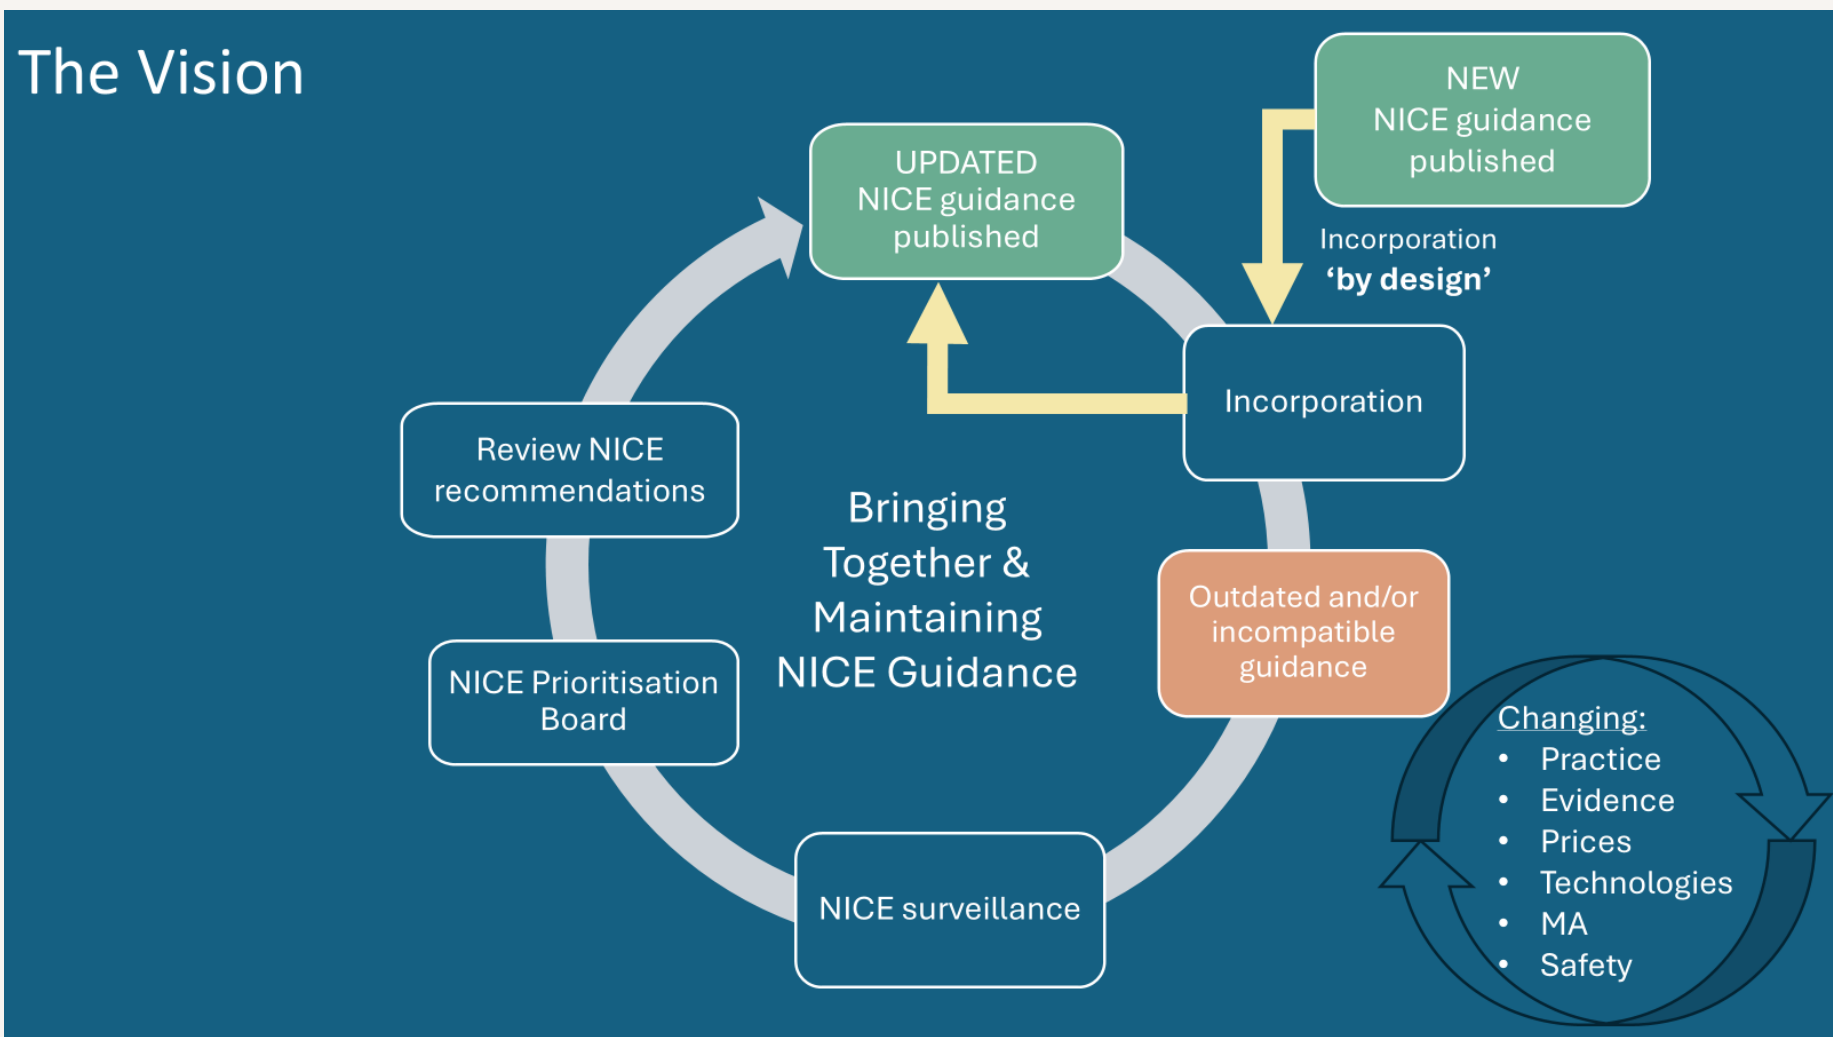 The Vision
NEW
NICE guidance
published
UPDATED
NICE guidance
published
Incorporation
‘by design’
Incorporation
Review NICE
recommendations
Bringing
Together &
Maintaining
NICE Guidance
Outdated and/or
incompatible
guidance
NICE Prioritisation
Board
NICE surveillance
Changing:
• Practice
• Evidence
• Prices
• Technologies
• MA
• Safety